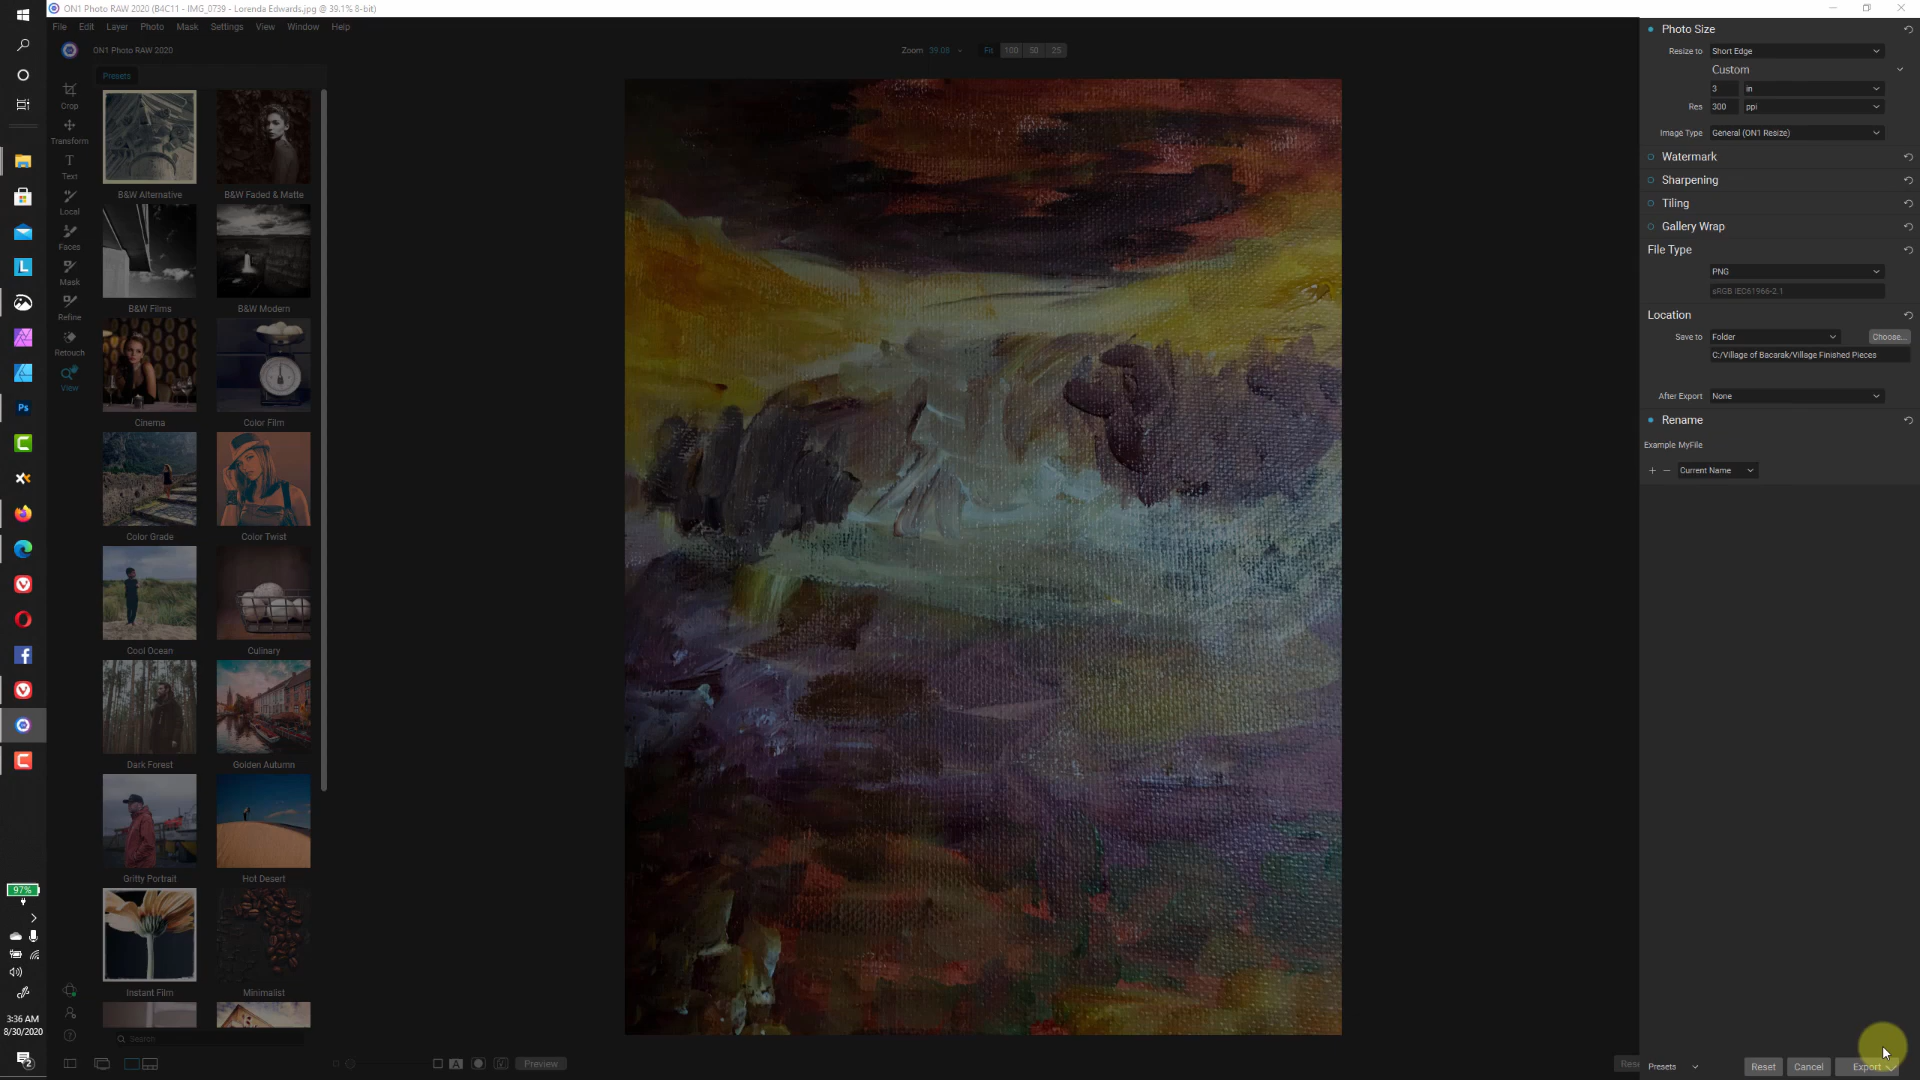 ON1 Photo RAW 2020 (B4C11 - IMG_0739 - Lorenda Edwards.jpg @ 39.1% 8-bit)
File Edit Layer Photo Mask Settings View Window Help
ON1 Photo RAW 2020
Zoom 39.08 Fit 100 50 25
Presets
Crop
Transform
Text
Local
Faces
Mask
Refine
Retouch
View
B&W Alternative B&W Faded & Matte
B&W Films B&W Modern
Cinema Color Film
Color Grade Color Twist
Cool Ocean Culinary
Dark Forest Golden Autumn
Gritty Portrait Hot Desert
Instant Film Minimalist
Search
Preview
Rese
Photo Size
Resize to Short Edge
Custom
3 in
Res 300 ppi
Image Type General (ON1 Resize)
Watermark
Sharpening
Tiling
Gallery Wrap
File Type
PNG
sRGB IEC61966-2.1
Location
Save to Folder Choose...
C:/Village of Bacarak/Village Finished Pieces
After Export None
Rename
Example MyFile
+ − Current Name
Presets Reset Cancel Export
L
Ps
97%
3:36 AM
8/30/2020
2
A